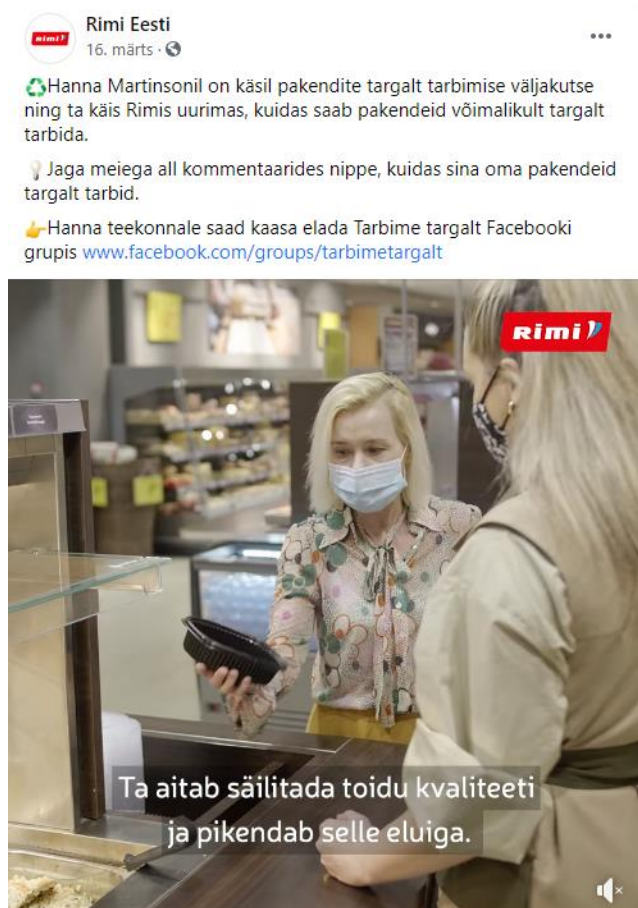 Rimi Eesti
16. märts ·
♻Hanna Martinsonil on käsil pakendite targalt tarbimise väljakutse
ning ta käis Rimis uurimas, kuidas saab pakendeid võimalikult targalt
tarbida.
💡Jaga meiega all kommentaarides nippe, kuidas sina oma pakendeid
targalt tarbid.
👉Hanna teekonnale saad kaasa elada Tarbime targalt Facebooki
grupis www.facebook.com/groups/tarbimetargalt
Rimi
Ta aitab säilitada toidu kvaliteeti
ja pikendab selle eluiga.